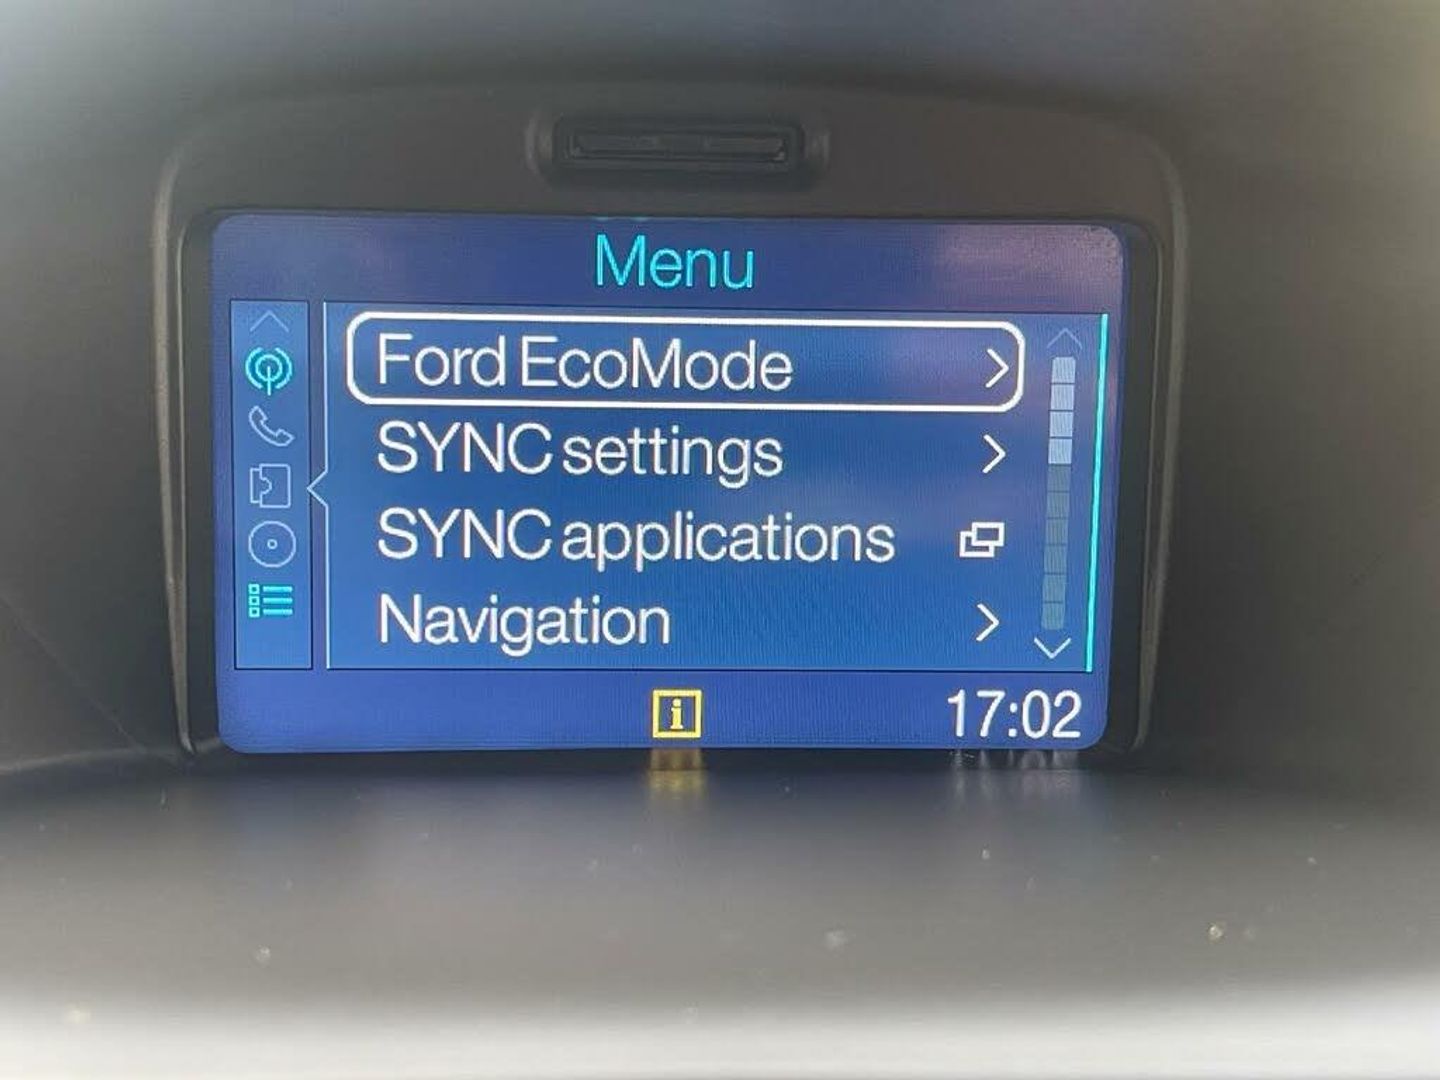 Menu
Ford EcoMode
SYNC settings
SYNC applications
Navigation
i
17:02